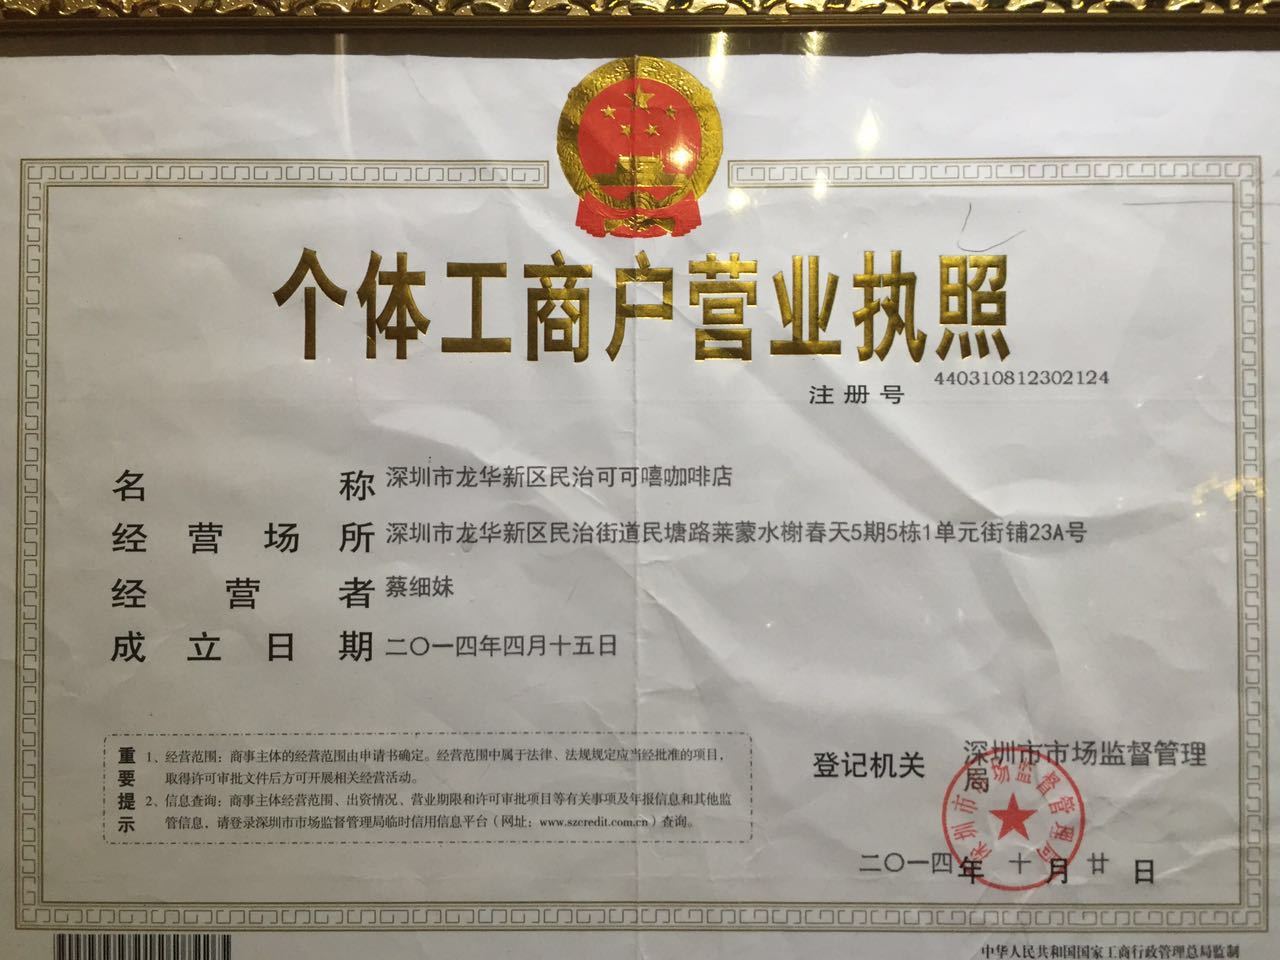 个体工商户营业执照
注册号 440310812302124
名称 深圳市龙华新区民治可可嘻咖啡店
经营场所 深圳市龙华新区民治街道民塘路莱蒙水榭春天5期5栋1单元街铺23A号
经营者 蔡细妹
成立日期 二〇一四年四月十五日
重要提示
1、经营范围：商事主体的经营范围由申请书确定。经营范围中属于法律、法规规定应当经批准的项目，
取得许可审批文件后方可开展相关经营活动。
2、信息查询：商事主体经营范围、出资情况、营业期限和许可审批项目等有关事项及年报信息和其他监
管信息，请登录深圳市市场监督管理局临时信用信息平台（网址：www.szcredit.com.cn）查询。
登记机关 深圳市市场监督管理
局
深圳市市场监督管理局
二〇一四年十月廿日
中华人民共和国国家工商行政管理总局监制